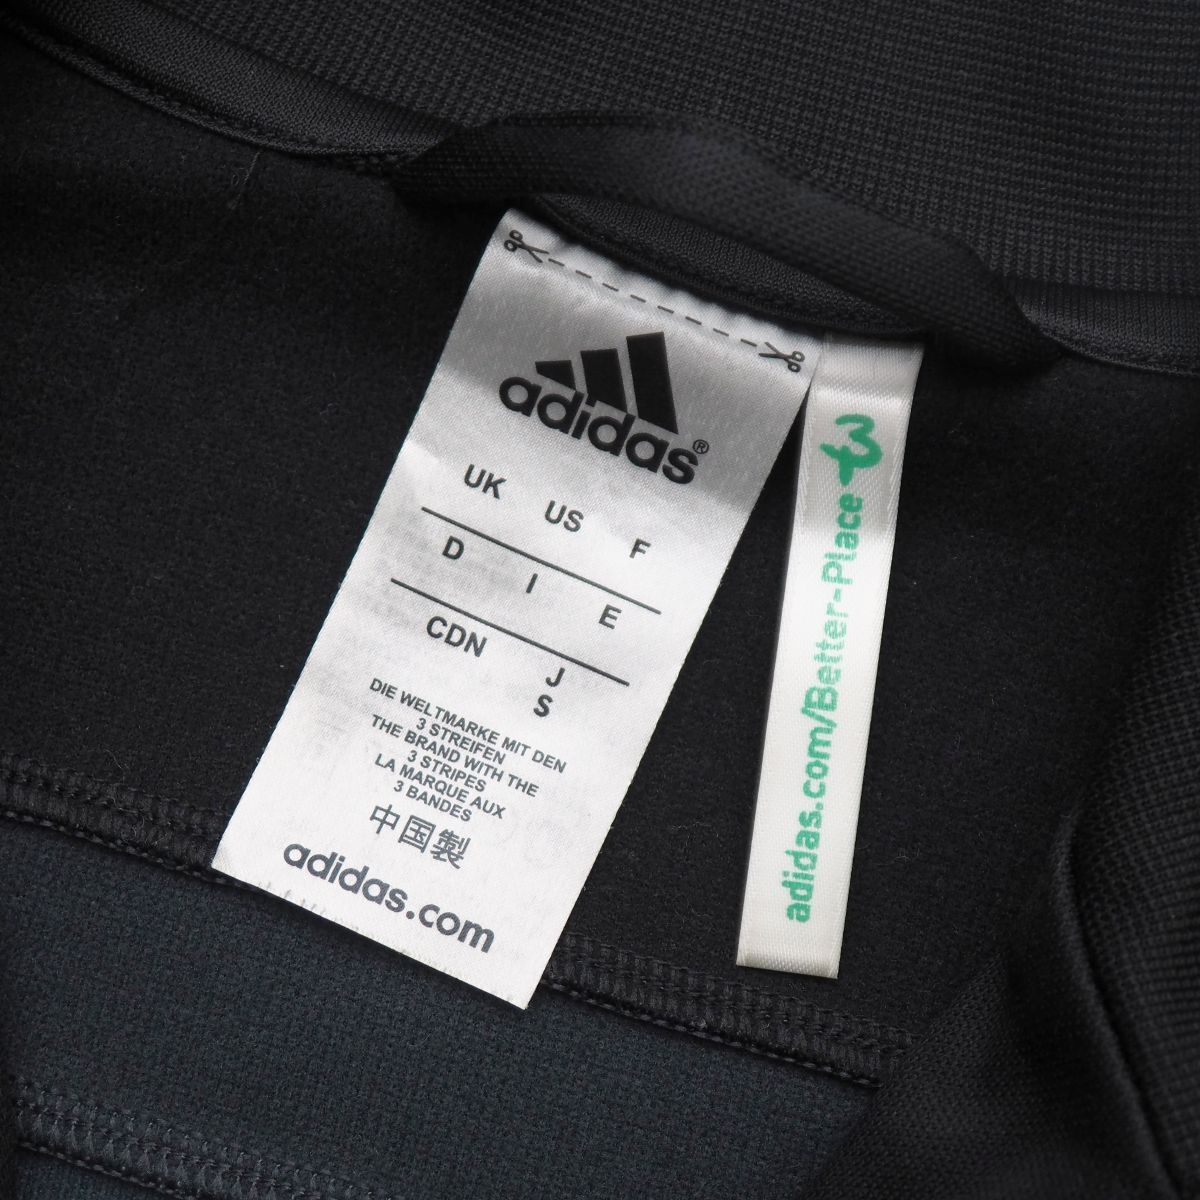 adidas®
UK US F
D I E
CDN J
S
DIE WELTMARKE MIT DEN
3 STREIFEN
THE BRAND WITH THE
3 STRIPES
LA MARQUE AUX
3 BANDES
中国製
adidas.com
adidas.com/Better-Place